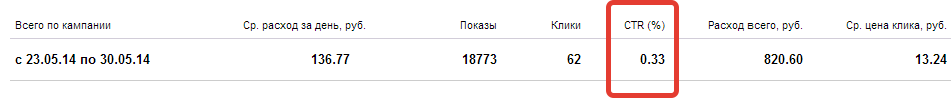 Всего по кампании Ср. расход за день, руб. Показы Клики CTR (%) Расход всего, руб. Ср. цена клика, руб.
с 23.05.14 по 30.05.14 136.77 18773 62 0.33 820.60 13.24